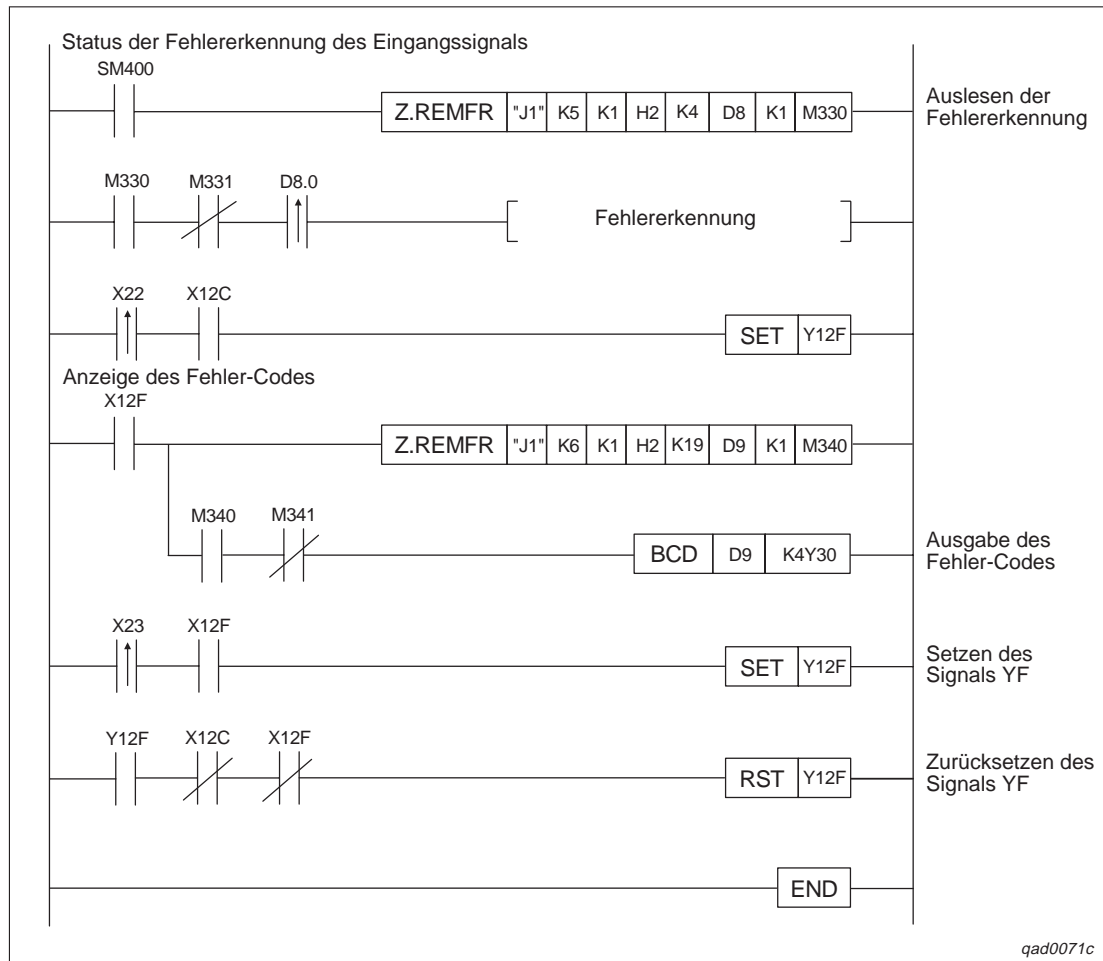 Status der Fehlererkennung des Eingangssignals
SM400
Z.REMFR "J1" K5 K1 H2 K4 D8 K1 M330
Auslesen der
Fehlererkennung
M330 M331 D8.0
Fehlererkennung
X22 X12C
SET Y12F
Anzeige des Fehler-Codes
X12F
Z.REMFR "J1" K6 K1 H2 K19 D9 K1 M340
M340 M341
BCD D9 K4Y30
Ausgabe des
Fehler-Codes
X23 X12F
SET Y12F
Setzen des
Signals YF
Y12F X12C X12F
RST Y12F
Zurücksetzen des
Signals YF
END
qad0071c